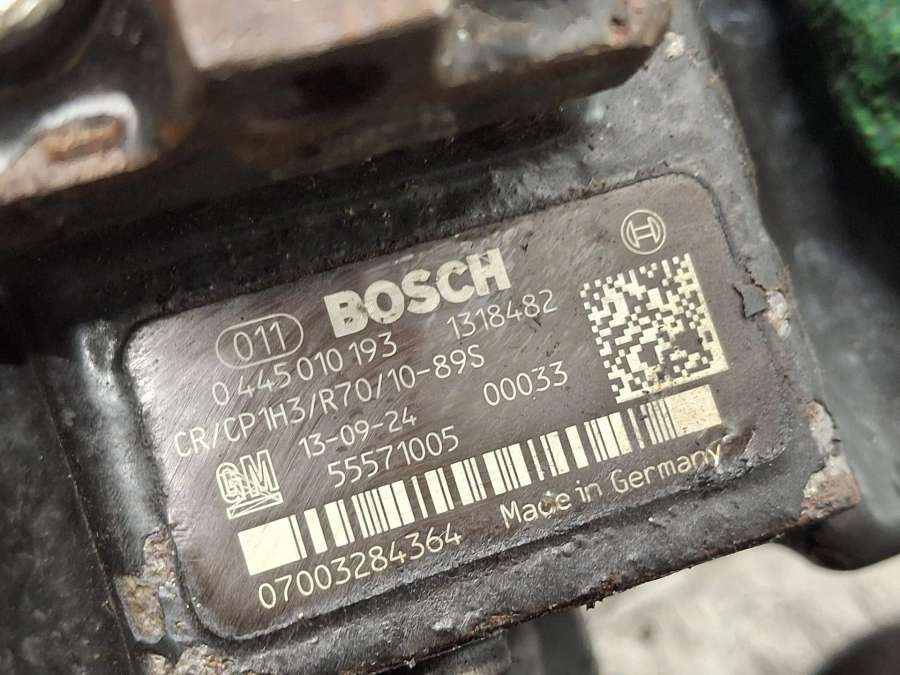 011 BOSCH
0 445 010 193 1318482
CR/CP1H3/R70/10-89S
13-09-24 00033
GM 55571005
07003284364 Made in Germany